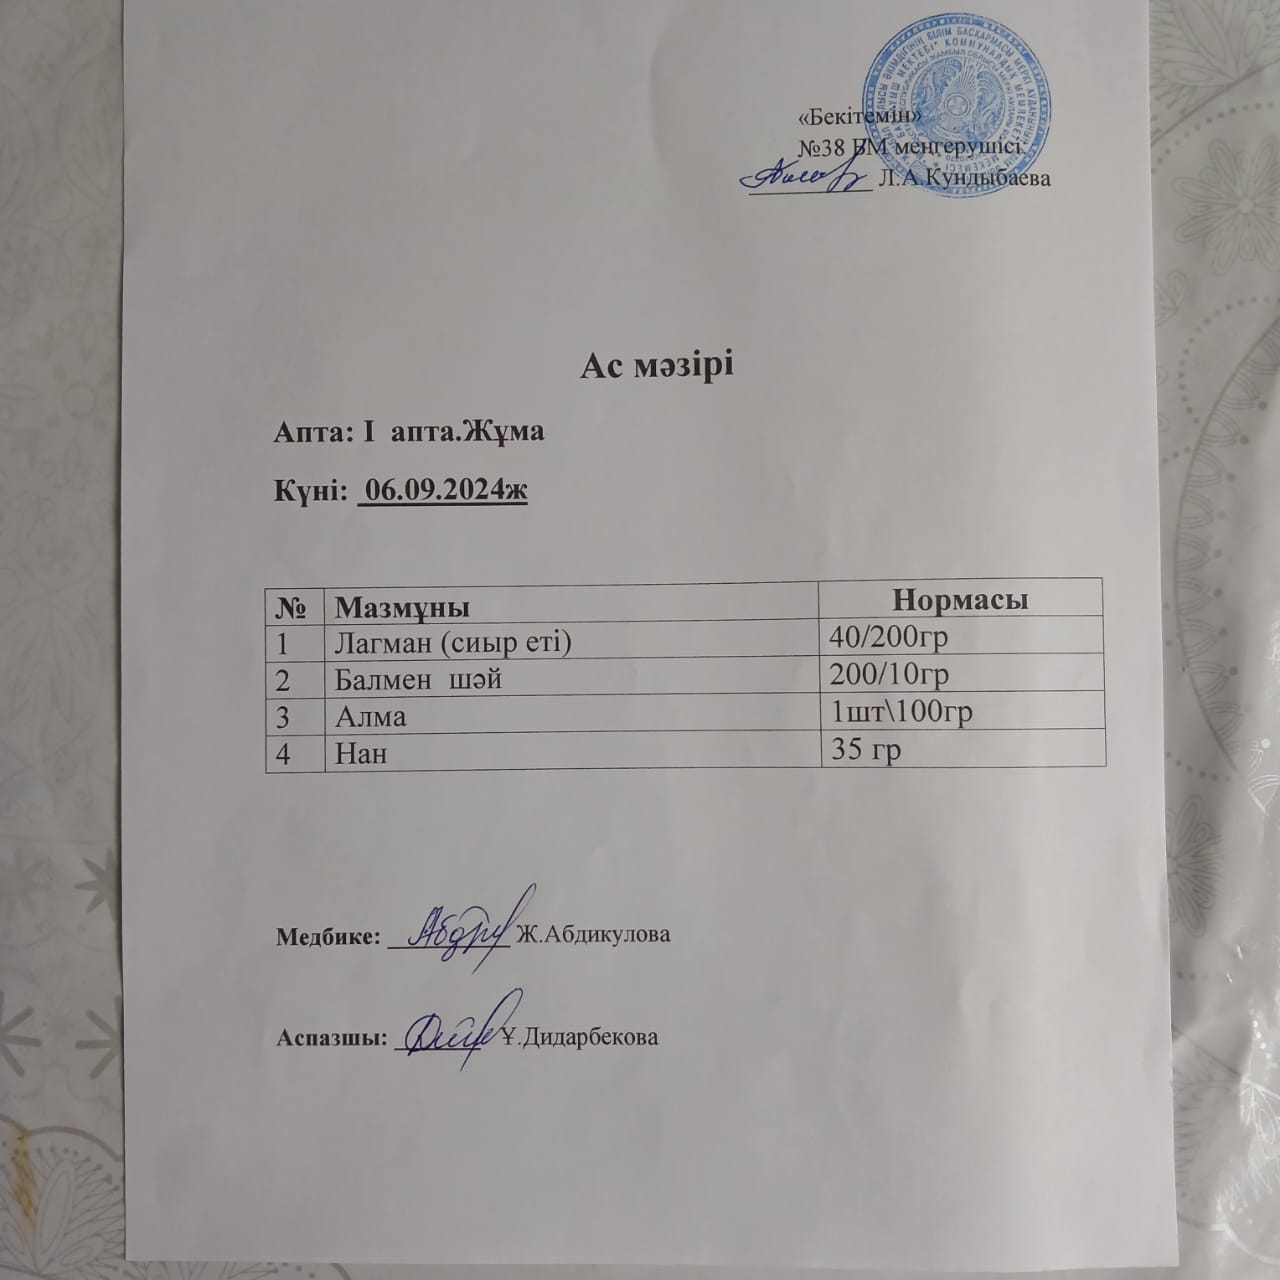 «Бекітемін»
№38 БМ меңгерушісі:
Л.А.Кундыбаева
Ас мәзірі
Апта: I апта.Жұма
Күні: 06.09.2024ж
№ Мазмұны Нормасы
1 Лагман (сиыр еті) 40/200гр
2 Балмен шәй 200/10гр
3 Алма 1шт\100гр
4 Нан 35 гр
Медбике: Ж.Абдикулова
Аспазшы: Ұ.Дидарбекова